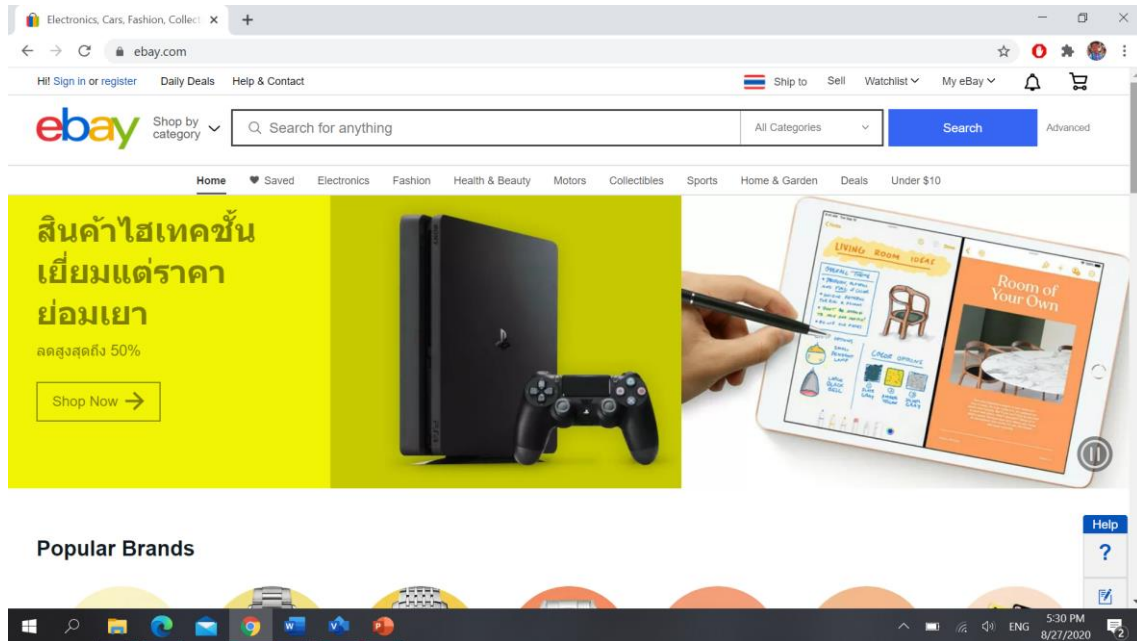 Electronics, Cars, Fashion, Collect
ebay.com
Hi! Sign in or register Daily Deals Help & Contact Ship to Sell Watchlist My eBay
ebay Shop by category Search for anything All Categories Search Advanced
Home Saved Electronics Fashion Health & Beauty Motors Collectibles Sports Home & Garden Deals Under $10
สินค้าไฮเทคชั้น
เยี่ยมแต่ราคา
ย่อมเยา
ลดสูงสุดถึง 50%
Shop Now
LIVING ROOM IDEAS
COLOR OPTIONS
Room of
Your Own
Help
?
Popular Brands
ENG
5:30 PM
8/27/2020
2